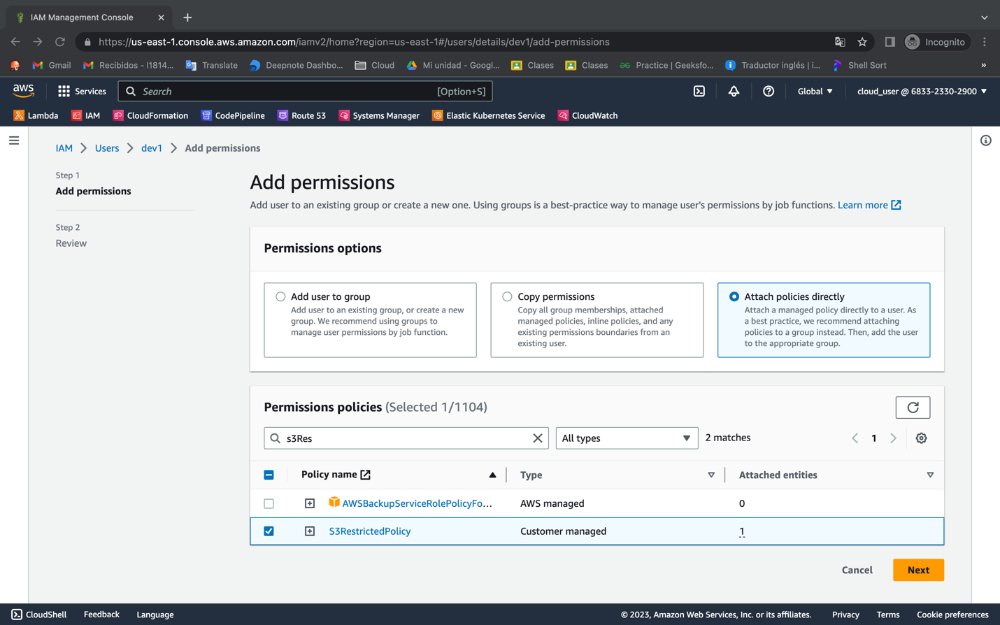 IAM Management Console
https://us-east-1.console.aws.amazon.com/iamv2/home?region=us-east-1#/users/details/dev1/add-permissions
Incognito
Gmail
Recibidos - l1814...
Translate
Deepnote Dashbo...
Cloud
Mi unidad - Googl...
Clases
Clases
Practice | Geeksfo...
Traductor inglés | i...
Shell Sort
»
aws
Services
Search
[Option+S]
Global
cloud_user @ 6833-2330-2900
Lambda
IAM
CloudFormation
CodePipeline
Route 53
Systems Manager
Elastic Kubernetes Service
CloudWatch
IAM
Users
dev1
Add permissions
Step 1
Add permissions
Step 2
Review
Add permissions
Add user to an existing group or create a new one. Using groups is a best-practice way to manage user's permissions by job functions. Learn more
Permissions options
Add user to group
Add user to an existing group, or create a new
group. We recommend using groups to
manage user permissions by job function.
Copy permissions
Copy all group memberships, attached
managed policies, inline policies, and any
existing permissions boundaries from an
existing user.
Attach policies directly
Attach a managed policy directly to a user. As
a best practice, we recommend attaching
policies to a group instead. Then, add the user
to the appropriate group.
Permissions policies (Selected 1/1104)
s3Res
All types
2 matches
1
Policy name
Type
Attached entities
AWSBackupServiceRolePolicyFo...
AWS managed
0
S3RestrictedPolicy
Customer managed
1
Cancel
Next
CloudShell
Feedback
Language
© 2023, Amazon Web Services, Inc. or its affiliates.
Privacy
Terms
Cookie preferences